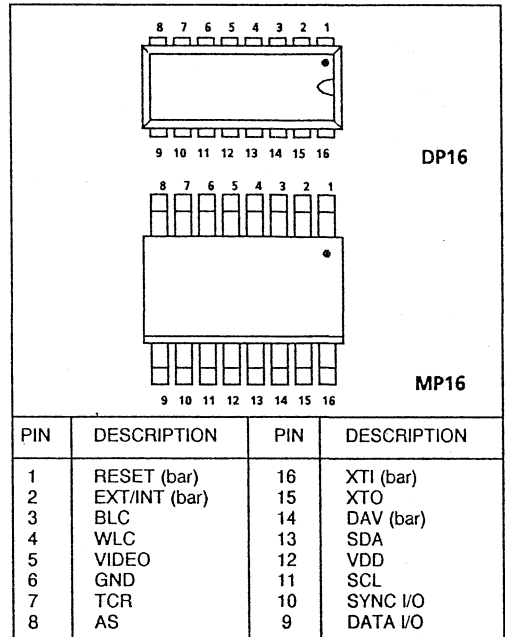 8 7 6 5 4 3 2 1
9 10 11 12 13 14 15 16
DP16
8 7 6 5 4 3 2 1
MP16
9 10 11 12 13 14 15 16
PIN DESCRIPTION PIN DESCRIPTION
1 RESET (bar) 16 XTI (bar)
2 EXT/INT (bar) 15 XTO
3 BLC 14 DAV (bar)
4 WLC 13 SDA
5 VIDEO 12 VDD
6 GND 11 SCL
7 TCR 10 SYNC I/O
8 AS 9 DATA I/O